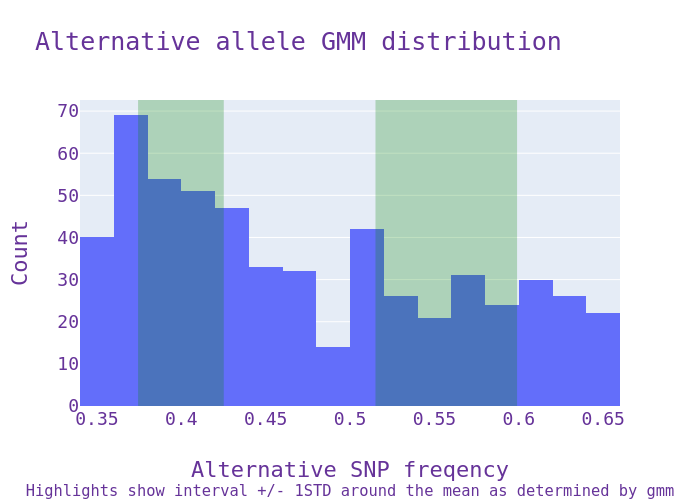 Alternative allele GMM distribution
70
60
50
40
30
20
10
0
Count
0.35 0.4 0.45 0.5 0.55 0.6 0.65
Alternative SNP freqency
Highlights show interval +/- 1STD around the mean as determined by gmm